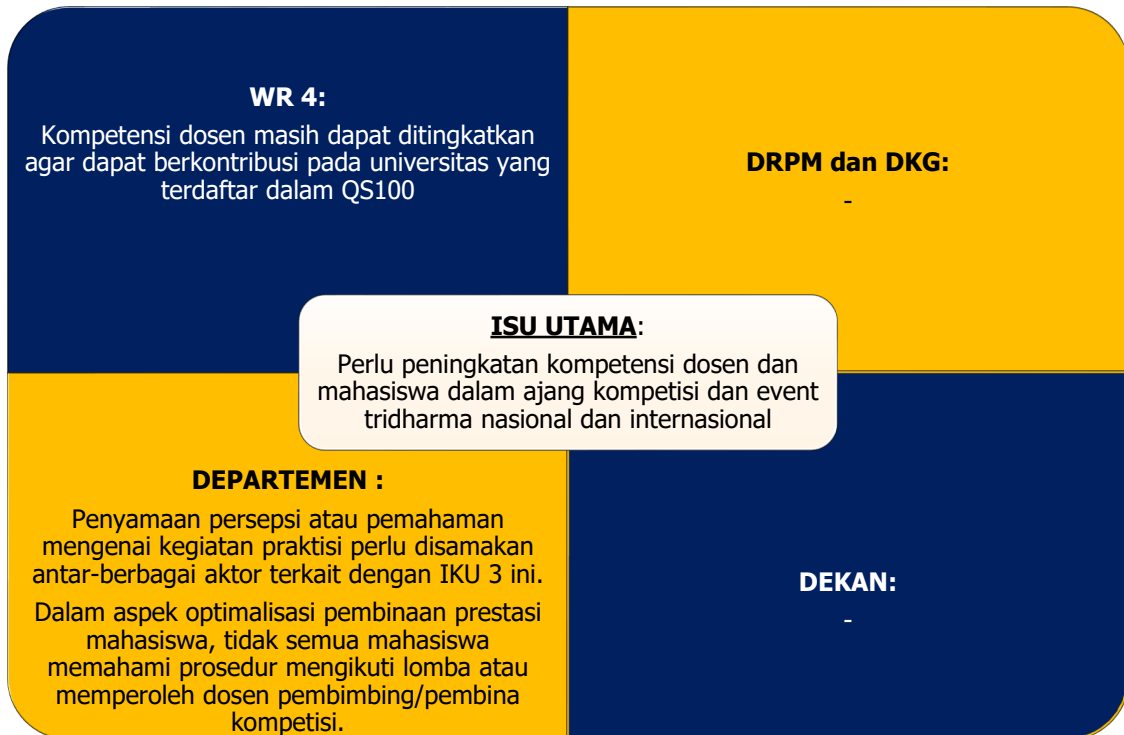 WR 4:
Kompetensi dosen masih dapat ditingkatkan
agar dapat berkontribusi pada universitas yang
terdaftar dalam QS100
DRPM dan DKG:
-
ISU UTAMA:
Perlu peningkatan kompetensi dosen dan
mahasiswa dalam ajang kompetisi dan event
tridharma nasional dan internasional
DEPARTEMEN :
Penyamaan persepsi atau pemahaman
mengenai kegiatan praktisi perlu disamakan
antar-berbagai aktor terkait dengan IKU 3 ini.
Dalam aspek optimalisasi pembinaan prestasi
mahasiswa, tidak semua mahasiswa
memahami prosedur mengikuti lomba atau
memperoleh dosen pembimbing/pembina
kompetisi.
DEKAN:
-